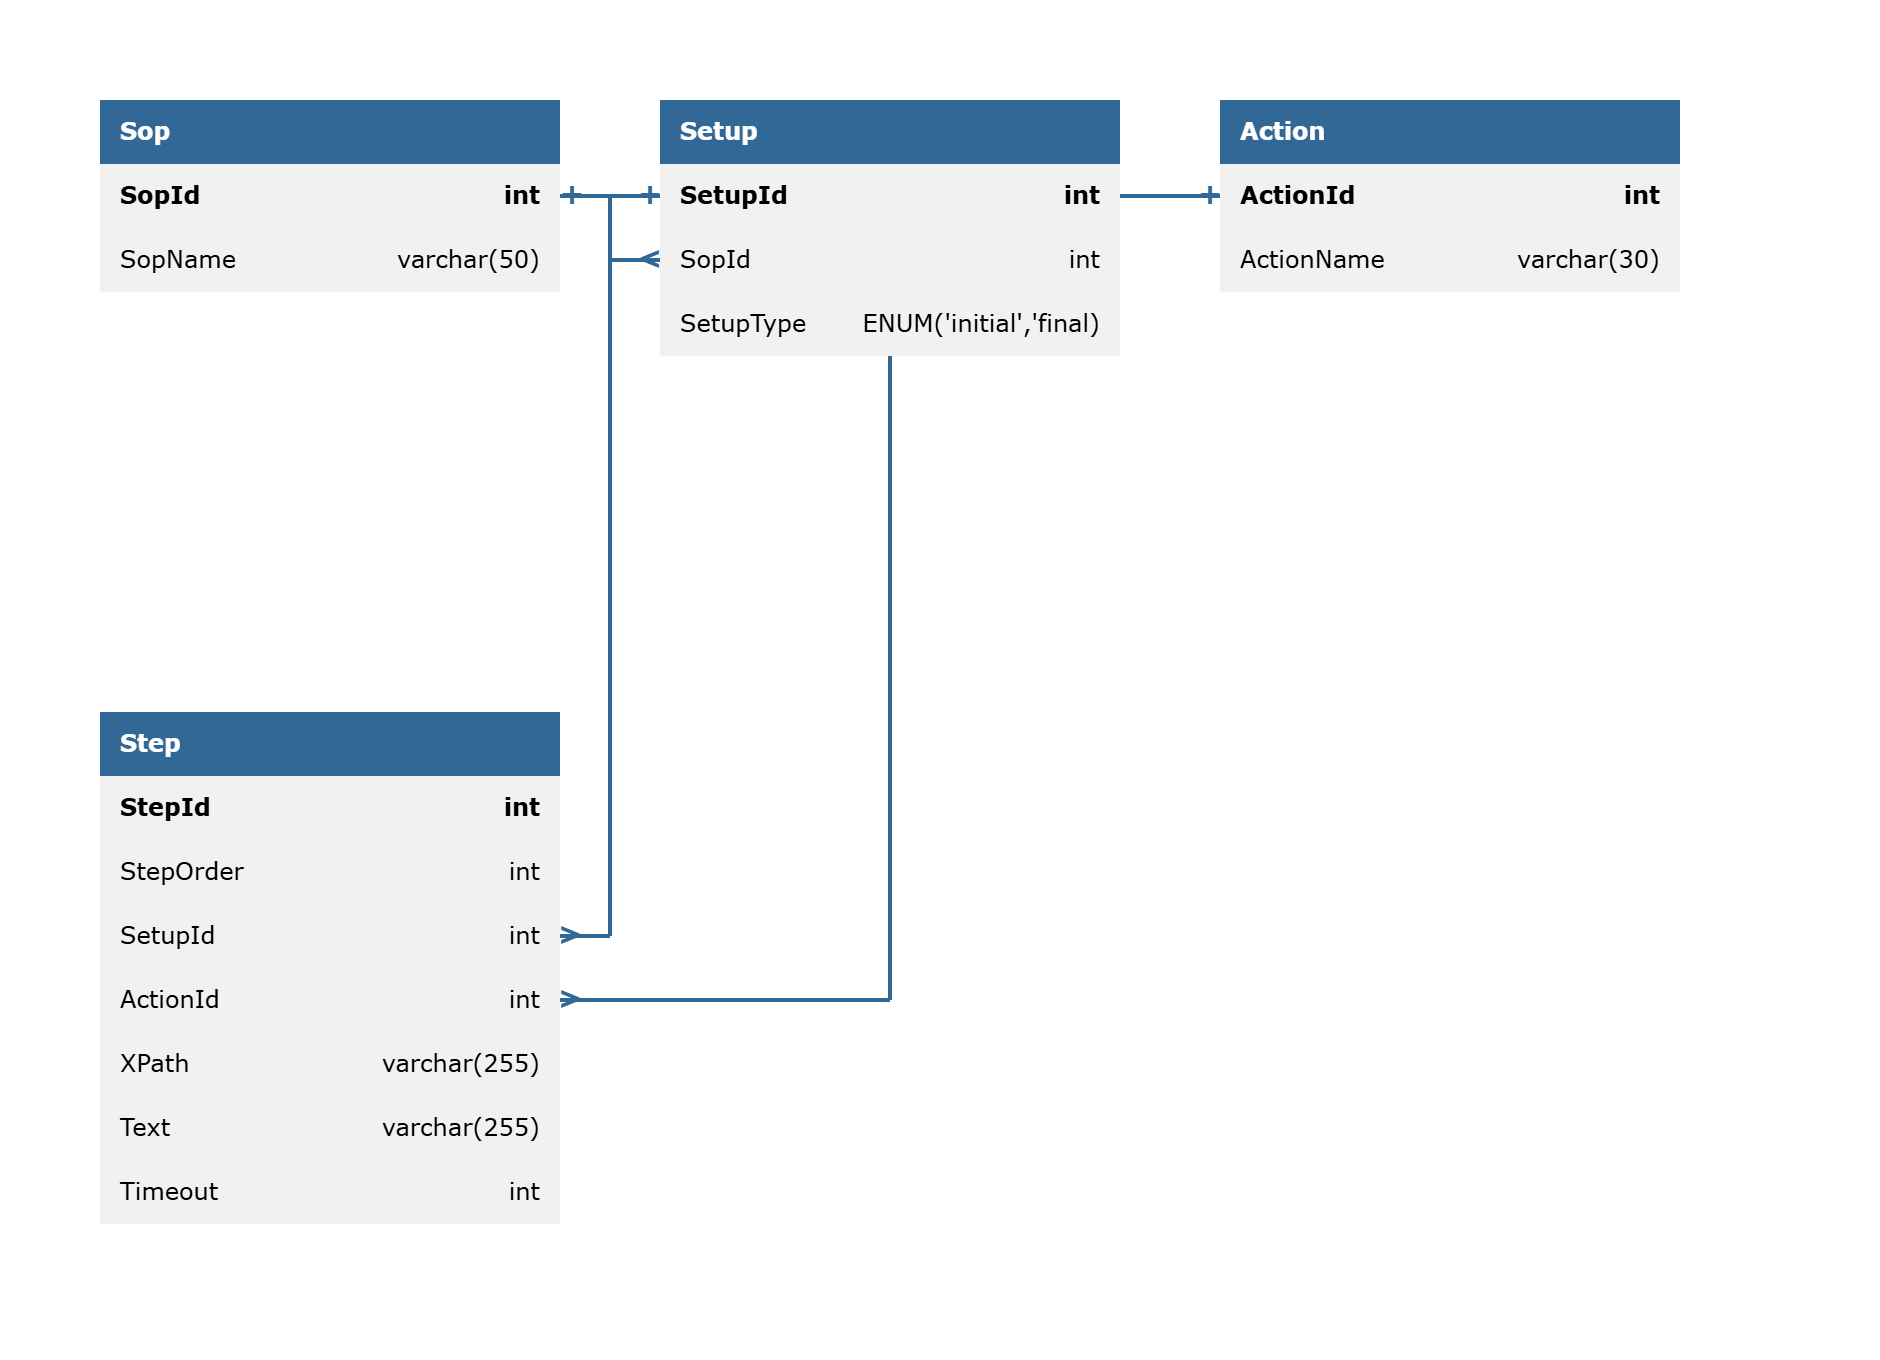 Sop
SopId int
SopName varchar(50)
Setup
SetupId int
SopId int
SetupType ENUM('initial','final)
Action
ActionId int
ActionName varchar(30)
Step
StepId int
StepOrder int
SetupId int
ActionId int
XPath varchar(255)
Text varchar(255)
Timeout int